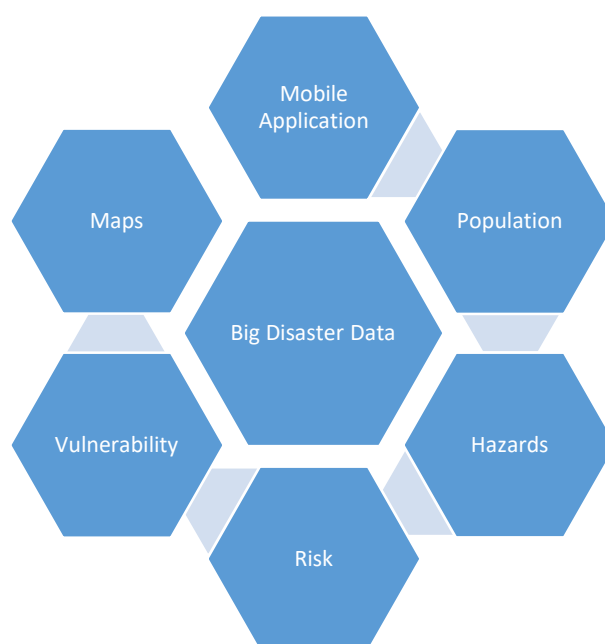 Mobile
Application
Maps
Population
Big Disaster Data
Vulnerability
Hazards
Risk